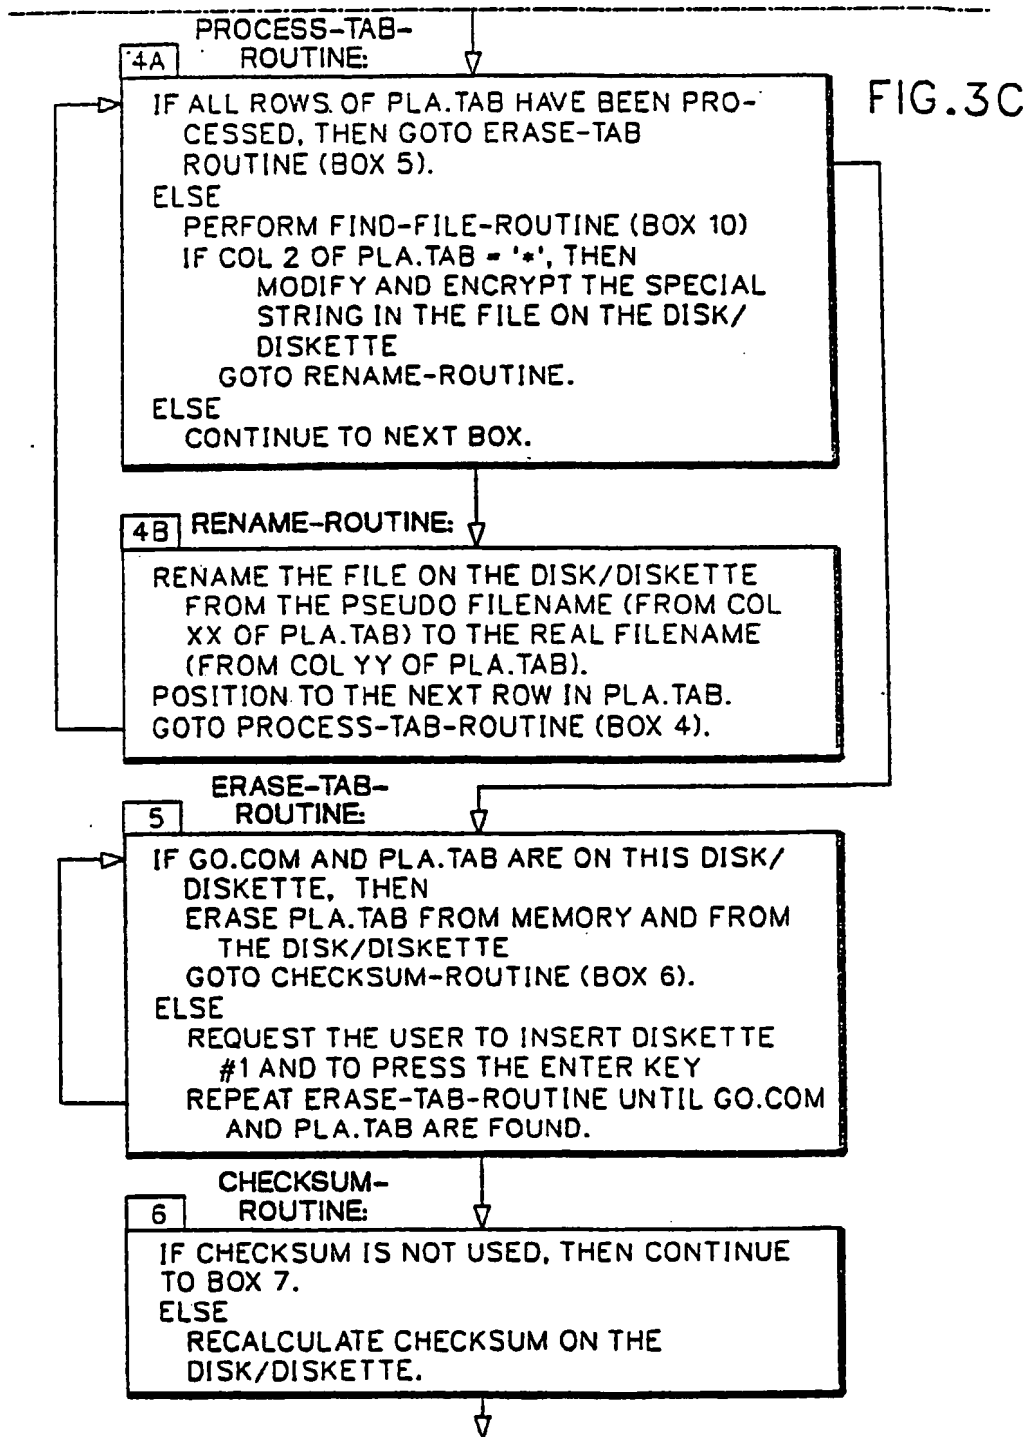 PROCESS-TAB-
ROUTINE:
4A
FIG.3C
IF ALL ROWS. OF PLA.TAB HAVE BEEN PRO-
CESSED, THEN GOTO ERASE-TAB
ROUTINE (BOX 5).
ELSE
PERFORM FIND-FILE-ROUTINE (BOX 10)
IF COL 2 OF PLA.TAB = '*', THEN
MODIFY AND ENCRYPT THE SPECIAL
STRING IN THE FILE ON THE DISK/
DISKETTE
GOTO RENAME-ROUTINE.
ELSE
CONTINUE TO NEXT BOX.
4B RENAME-ROUTINE:
RENAME THE FILE ON THE DISK/DISKETTE
FROM THE PSEUDO FILENAME (FROM COL
XX OF PLA.TAB) TO THE REAL FILENAME
(FROM COL YY OF PLA.TAB).
POSITION TO THE NEXT ROW IN PLA.TAB.
GOTO PROCESS-TAB-ROUTINE (BOX 4).
ERASE-TAB-
ROUTINE:
5
IF GO.COM AND PLA.TAB ARE ON THIS DISK/
DISKETTE, THEN
ERASE PLA.TAB FROM MEMORY AND FROM
THE DISK/DISKETTE
GOTO CHECKSUM-ROUTINE (BOX 6).
ELSE
REQUEST THE USER TO INSERT DISKETTE
#1 AND TO PRESS THE ENTER KEY
REPEAT ERASE-TAB-ROUTINE UNTIL GO.COM
AND PLA.TAB ARE FOUND.
CHECKSUM-
ROUTINE:
6
IF CHECKSUM IS NOT USED, THEN CONTINUE
TO BOX 7.
ELSE
RECALCULATE CHECKSUM ON THE
DISK/DISKETTE.